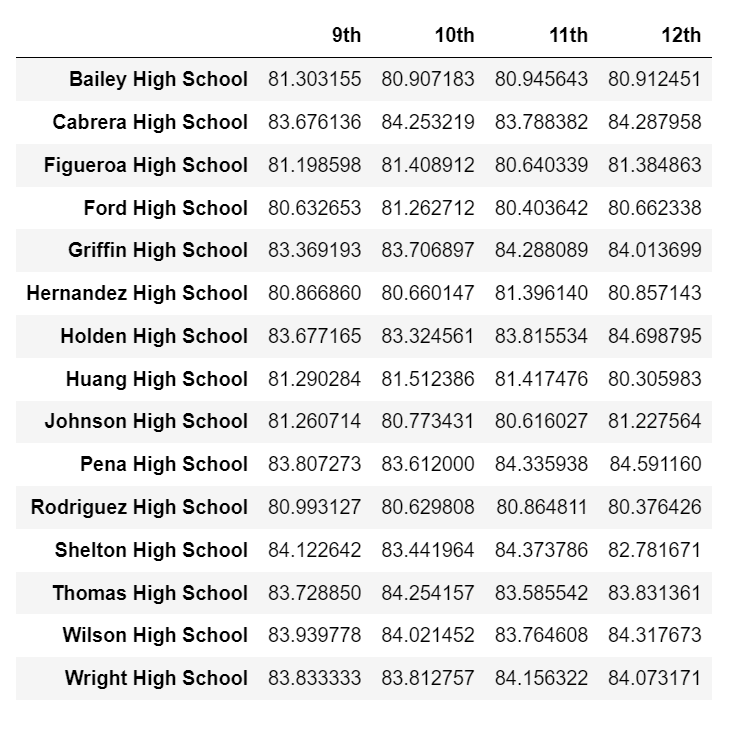 9th 10th 11th 12th
Bailey High School 81.303155 80.907183 80.945643 80.912451
Cabrera High School 83.676136 84.253219 83.788382 84.287958
Figueroa High School 81.198598 81.408912 80.640339 81.384863
Ford High School 80.632653 81.262712 80.403642 80.662338
Griffin High School 83.369193 83.706897 84.288089 84.013699
Hernandez High School 80.866860 80.660147 81.396140 80.857143
Holden High School 83.677165 83.324561 83.815534 84.698795
Huang High School 81.290284 81.512386 81.417476 80.305983
Johnson High School 81.260714 80.773431 80.616027 81.227564
Pena High School 83.807273 83.612000 84.335938 84.591160
Rodriguez High School 80.993127 80.629808 80.864811 80.376426
Shelton High School 84.122642 83.441964 84.373786 82.781671
Thomas High School 83.728850 84.254157 83.585542 83.831361
Wilson High School 83.939778 84.021452 83.764608 84.317673
Wright High School 83.833333 83.812757 84.156322 84.073171